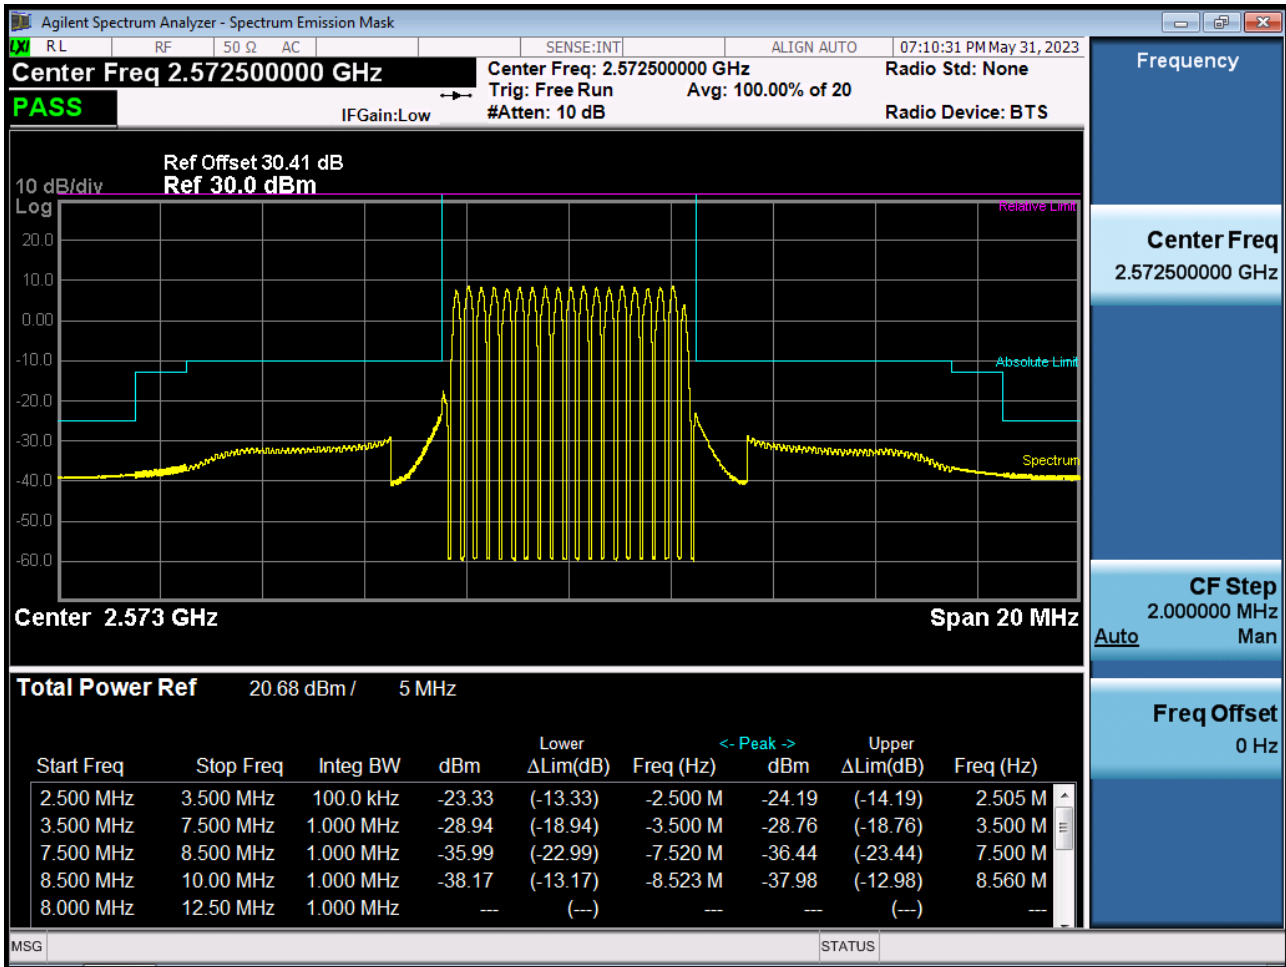 Agilent Spectrum Analyzer - Spectrum Emission Mask
LXI RL RF 50 Ω AC SENSE:INT ALIGN AUTO 07:10:31 PM May 31, 2023
Center Freq 2.572500000 GHz
Center Freq: 2.572500000 GHz
Radio Std: None
Trig: Free Run Avg: 100.00% of 20
PASS
IFGain:Low
#Atten: 10 dB
Radio Device: BTS
Ref Offset 30.41 dB
10 dB/div Ref 30.0 dBm
Log
Relative Limit
20.0
10.0
0.00
-10.0
Absolute Limit
-20.0
-30.0
Spectrum
-40.0
-50.0
-60.0
Center 2.573 GHz Span 20 MHz
Total Power Ref 20.68 dBm / 5 MHz
Lower <- Peak -> Upper
Start Freq Stop Freq Integ BW dBm ΔLim(dB) Freq (Hz) dBm ΔLim(dB) Freq (Hz)
2.500 MHz 3.500 MHz 100.0 kHz -23.33 (-13.33) -2.500 M -24.19 (-14.19) 2.505 M
3.500 MHz 7.500 MHz 1.000 MHz -28.94 (-18.94) -3.500 M -28.76 (-18.76) 3.500 M
7.500 MHz 8.500 MHz 1.000 MHz -35.99 (-22.99) -7.520 M -36.44 (-23.44) 7.500 M
8.500 MHz 10.00 MHz 1.000 MHz -38.17 (-13.17) -8.523 M -37.98 (-12.98) 8.560 M
8.000 MHz 12.50 MHz 1.000 MHz --- (---) --- --- (---) ---
MSG STATUS
Frequency
Center Freq
2.572500000 GHz
CF Step
2.000000 MHz
Auto Man
Freq Offset
0 Hz